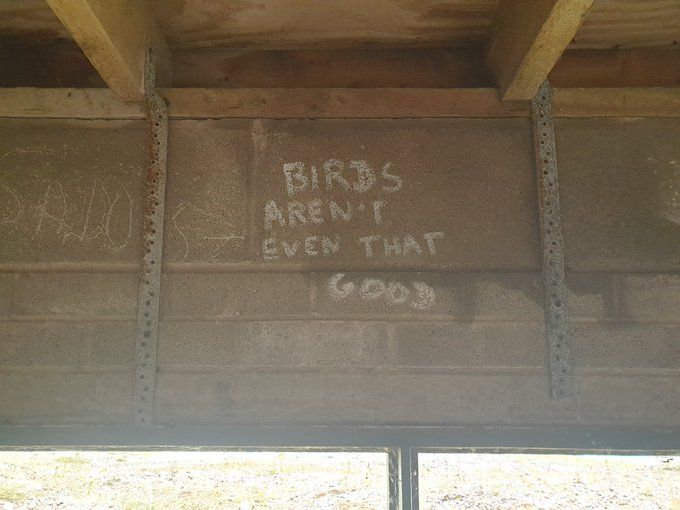 BIRDS
AREN'T
EVEN THAT
GOOD